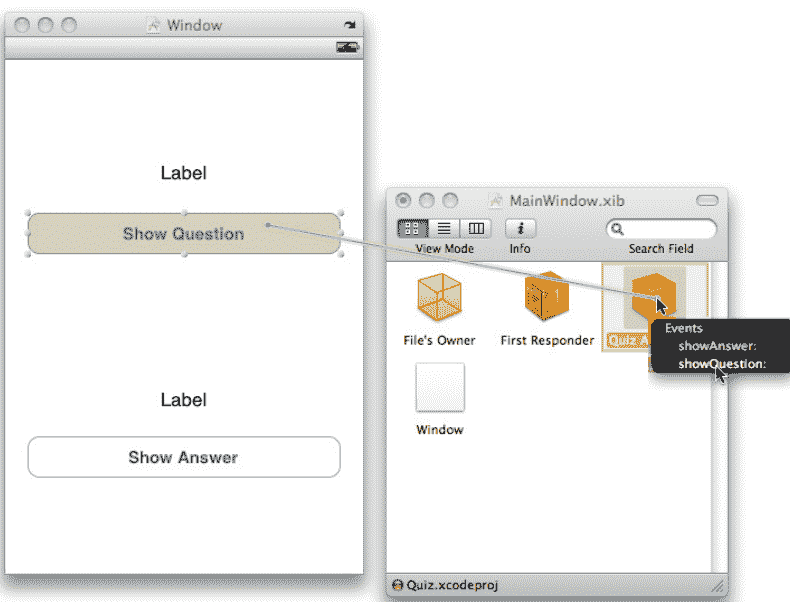 Window
Label
Show Question
Label
Show Answer
MainWindow.xib
View Mode
Info
Search Field
File's Owner
First Responder
Quiz A
Events
showAnswer:
showQuestion:
Window
Quiz.xcodeproj